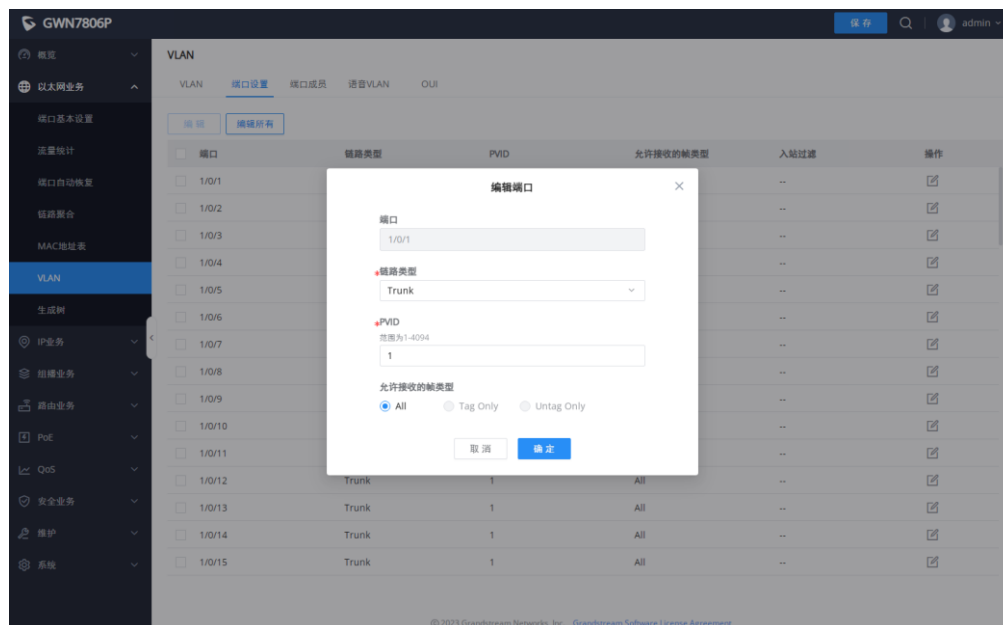 GWN7806P
保存
admin
概览
VLAN
以太网业务
VLAN 端口设置 端口成员 语音VLAN OUI
端口基本设置
编辑 编辑所有
流量统计
端口 链路类型 PVID 允许接收的帧类型 入站过滤 操作
端口自动恢复
链路聚合
MAC地址表
VLAN
生成树
IP业务
组播业务
路由业务
PoE
QoS
安全业务
维护
系统
1/0/1 --
1/0/2 --
1/0/3 --
1/0/4 --
1/0/5 --
1/0/6 --
1/0/7 --
1/0/8 --
1/0/9 --
1/0/10 --
1/0/11 --
1/0/12 Trunk 1 All --
1/0/13 Trunk 1 All --
1/0/14 Trunk 1 All --
1/0/15 Trunk 1 All --
编辑端口
端口
1/0/1
*链路类型
Trunk
*PVID
范围为1-4094
1
允许接收的帧类型
All Tag Only Untag Only
取消 确定
© 2023 Grandstream Networks, Inc. Grandstream Software License Agreement